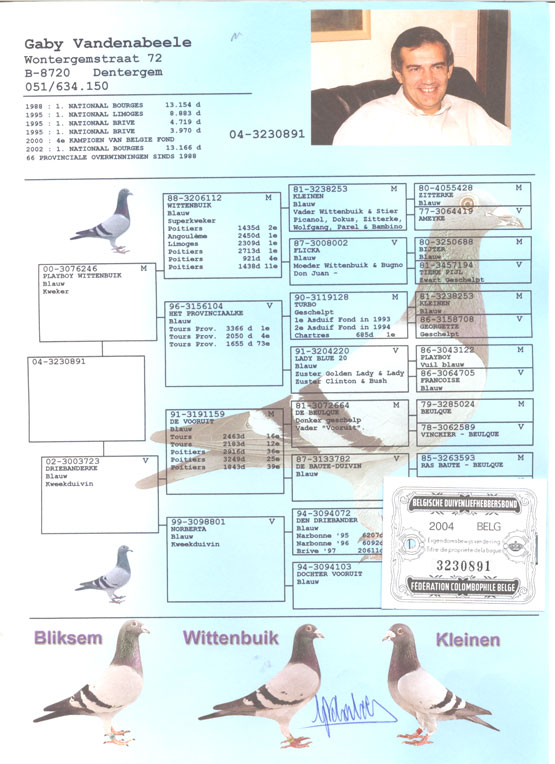 Gaby Vandenabeele
Wontergemstraat 72
B-8720 Dentergem
051/634.150
1988 : 1. NATIONAAL BOURGES 13.154 d
1995 : 1. NATIONAAL LIMOGES 8.883 d
1995 : 1. NATIONAAL BRIVE 4.719 d
1995 : 1. NATIONAAL BRIVE 3.970 d
2000 : 4e KAMPIOEN VAN BELGIE FOND
2002 : 1. NATIONAAL BOURGES 13.166 d
66 PROVINCIALE OVERWINNINGEN SINDS 1988
04-3230891
04-3230891
00-3076246 M
PLAYBOY WITTENBUIK
Blauw
Kweker
02-3003723 V
DRIEBANDERKE
Blauw
Kweekduivin
88-3206112 M
WITTENBUIK
Blauw
Superkweker
Poitiers 1435d 2e
Angoulême 2450d 1e
Limoges 2309d 1e
Poitiers 2713d 1e
Poitiers 921d 4e
Poitiers 1438d 11e
96-3156104 V
HET PROVINCIAALKE
Blauw
Tours Prov. 3366 d 1e
Tours Prov. 2050 d 4e
Tours Prov. 1655 d 73e
91-3191159 M
DE VOORUIT
Blauw
Tours 2463d 16e
Tours 2183d 12e
Poitiers 2816d 36e
Poitiers 3249d 25e
Poitiers 1843d 39e
99-3098801 V
NORBERTA
Blauw
Kweekduivin
81-3238253 M
KLEINEN
Blauw
Vader Wittenbuik & Stier
Picanol, Dokus, Zitterke,
Wolfgang, Parel & Bambino
87-3008002 V
FLICKA
Blauw
Moeder Wittenbuik & Bugno
Don Juan -
90-3119128 M
TURBO
Geschelpt
1e Asduif Fond in 1993
2e Asduif Fond in 1994
Chartres 685d 1e
91-3204220 V
LADY BLUE 20
Blauw
Zuster Golden Lady & Lady
Zuster Clinton & Bush
81-3072664 M
DE BEULQUE
Donker geschelp
Vader "Vooruit".
87-3133782 V
DE BAUTE-DUIVIN
Blauw
94-3094072
DEN DRIEBANDER
Blauw
Narbonne '95 6207d
Narbonne '96 6092d
Brive '97 20611d
94-3094103
DOCHTER VOORUIT
Blauw
80-4055428 M
ZITTERKE
Blauw
77-3064419 V
AMEYKE
80-3250688 M
BIJTER
Blauw
81-3457194 V
TIEKE PIJL
Zwart Geschelpt
81-3238253 M
KLEINEN
Blauw
86-3158708 V
GEORGETTE
Geschelpt
86-3043122 M
PLAYBOY
Vuil blauw
86-3064705 V
FRANCOISE
Blauw
79-3285024 M
BEULQUE
78-3062589 V
VINCKIER - BEULQUE
85-3263593 M
RAS BAUTE - BEULQUE
BELGISCHE DUIVENLIEFHEBBERSBOND
2004 BELG
Eigendomsbewijs van den ring
Titre de propriété de la bague
3230891
FÉDÉRATION COLOMBOPHILE BELGE
Bliksem
Wittenbuik
Kleinen